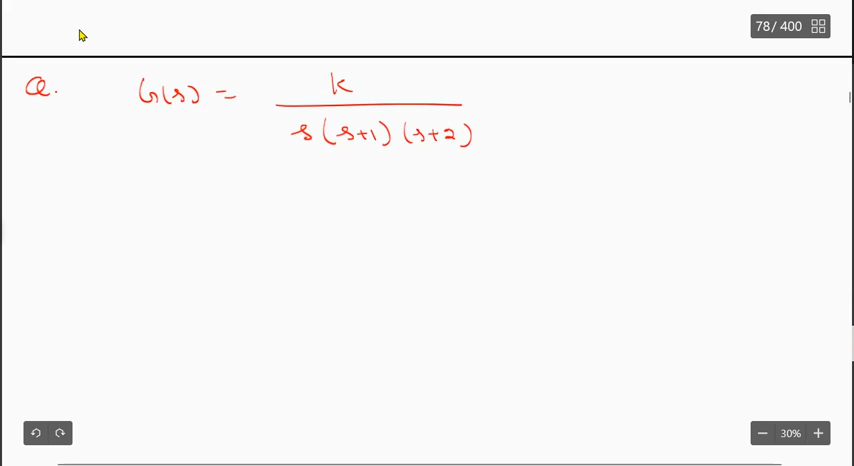 78/400
Q. G(s) = K
s(s+1)(s+2)
30%